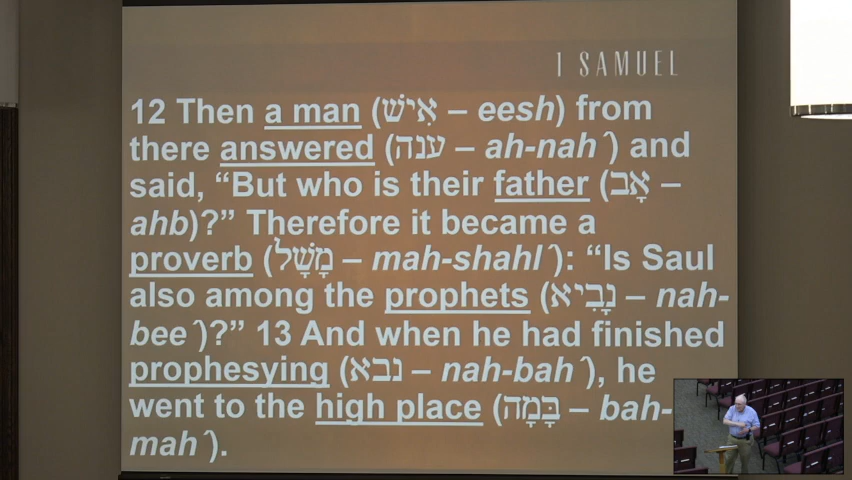 1 SAMUEL
12 Then a man (אִישׁ – eesh) from
there answered (ענה – ah-nah´) and
said, “But who is their father (אָב –
ahb)?” Therefore it became a
proverb (מָשָׁל – mah-shahl´): “Is Saul
also among the prophets (נָבִיא – nah-
bee´)?” 13 And when he had finished
prophesying (נבא – nah-bah´), he
went to the high place (בָּמָה – bah-
mah´).